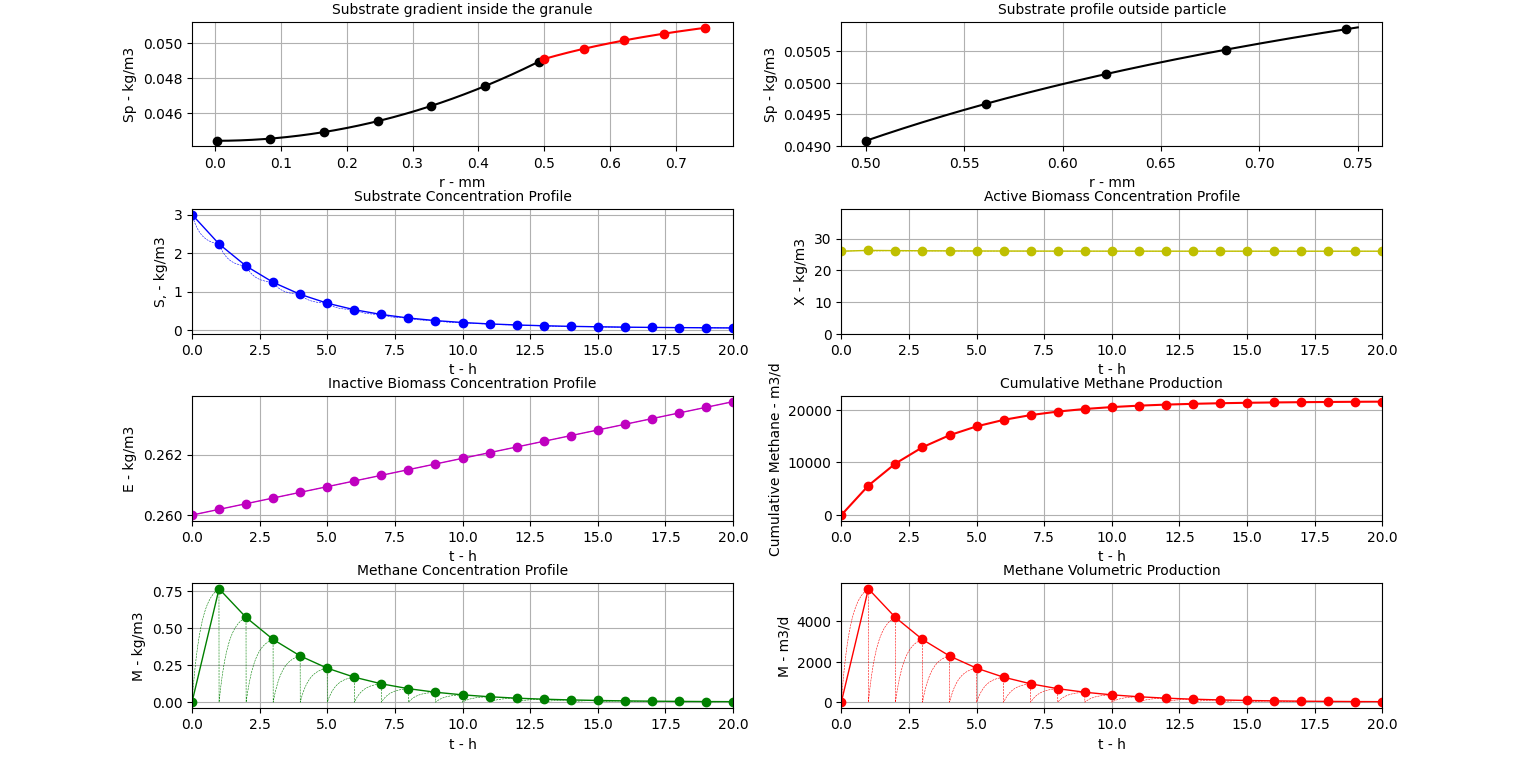 Substrate gradient inside the granule
Sp - kg/m3
0.050
0.048
0.046
0.0 0.1 0.2 0.3 0.4 0.5 0.6 0.7
r - mm
Substrate profile outside particle
Sp - kg/m3
0.0505
0.0500
0.0495
0.0490
0.50 0.55 0.60 0.65 0.70 0.75
r - mm
Substrate Concentration Profile
S, - kg/m3
3
2
1
0
0.0 2.5 5.0 7.5 10.0 12.5 15.0 17.5 20.0
t - h
Active Biomass Concentration Profile
X - kg/m3
30
20
10
0
0.0 2.5 5.0 7.5 10.0 12.5 15.0 17.5 20.0
t - h
Inactive Biomass Concentration Profile
E - kg/m3
0.262
0.260
0.0 2.5 5.0 7.5 10.0 12.5 15.0 17.5 20.0
t - h
Cumulative Methane Production
Cumulative Methane - m3/d
20000
10000
0
0.0 2.5 5.0 7.5 10.0 12.5 15.0 17.5 20.0
t - h
Methane Concentration Profile
M - kg/m3
0.75
0.50
0.25
0.00
0.0 2.5 5.0 7.5 10.0 12.5 15.0 17.5 20.0
t - h
Methane Volumetric Production
M - m3/d
4000
2000
0
0.0 2.5 5.0 7.5 10.0 12.5 15.0 17.5 20.0
t - h